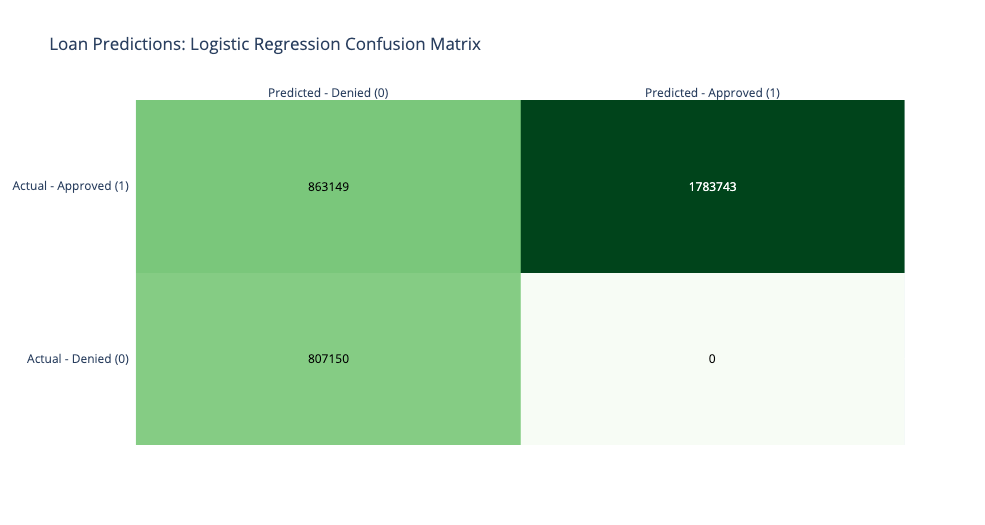 Loan Predictions: Logistic Regression Confusion Matrix
Predicted - Denied (0)
Predicted - Approved (1)
Actual - Approved (1)
863149
1783743
Actual - Denied (0)
807150
0